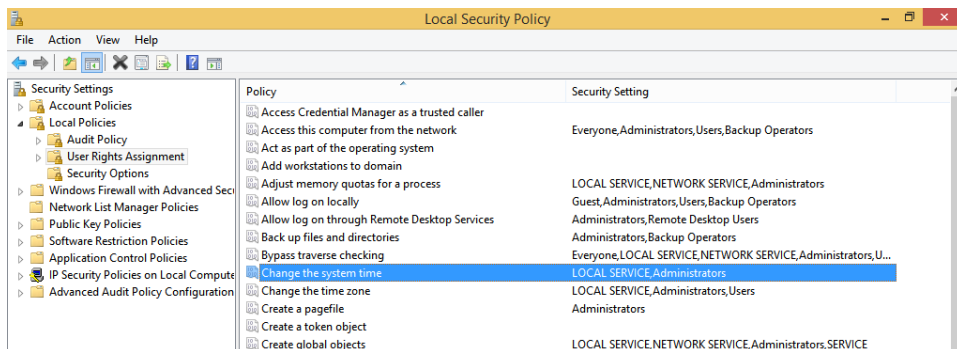 Local Security Policy
File Action View Help
Security Settings
Account Policies
Local Policies
Audit Policy
User Rights Assignment
Security Options
Windows Firewall with Advanced Secu
Network List Manager Policies
Public Key Policies
Software Restriction Policies
Application Control Policies
IP Security Policies on Local Compute
Advanced Audit Policy Configuration
Policy Security Setting
Access Credential Manager as a trusted caller
Access this computer from the network Everyone,Administrators,Users,Backup Operators
Act as part of the operating system
Add workstations to domain
Adjust memory quotas for a process LOCAL SERVICE,NETWORK SERVICE,Administrators
Allow log on locally Guest,Administrators,Users,Backup Operators
Allow log on through Remote Desktop Services Administrators,Remote Desktop Users
Back up files and directories Administrators,Backup Operators
Bypass traverse checking Everyone,LOCAL SERVICE,NETWORK SERVICE,Administrators,U...
Change the system time LOCAL SERVICE,Administrators
Change the time zone LOCAL SERVICE,Administrators,Users
Create a pagefile Administrators
Create a token object
Create global objects LOCAL SERVICE,NETWORK SERVICE,Administrators,SERVICE